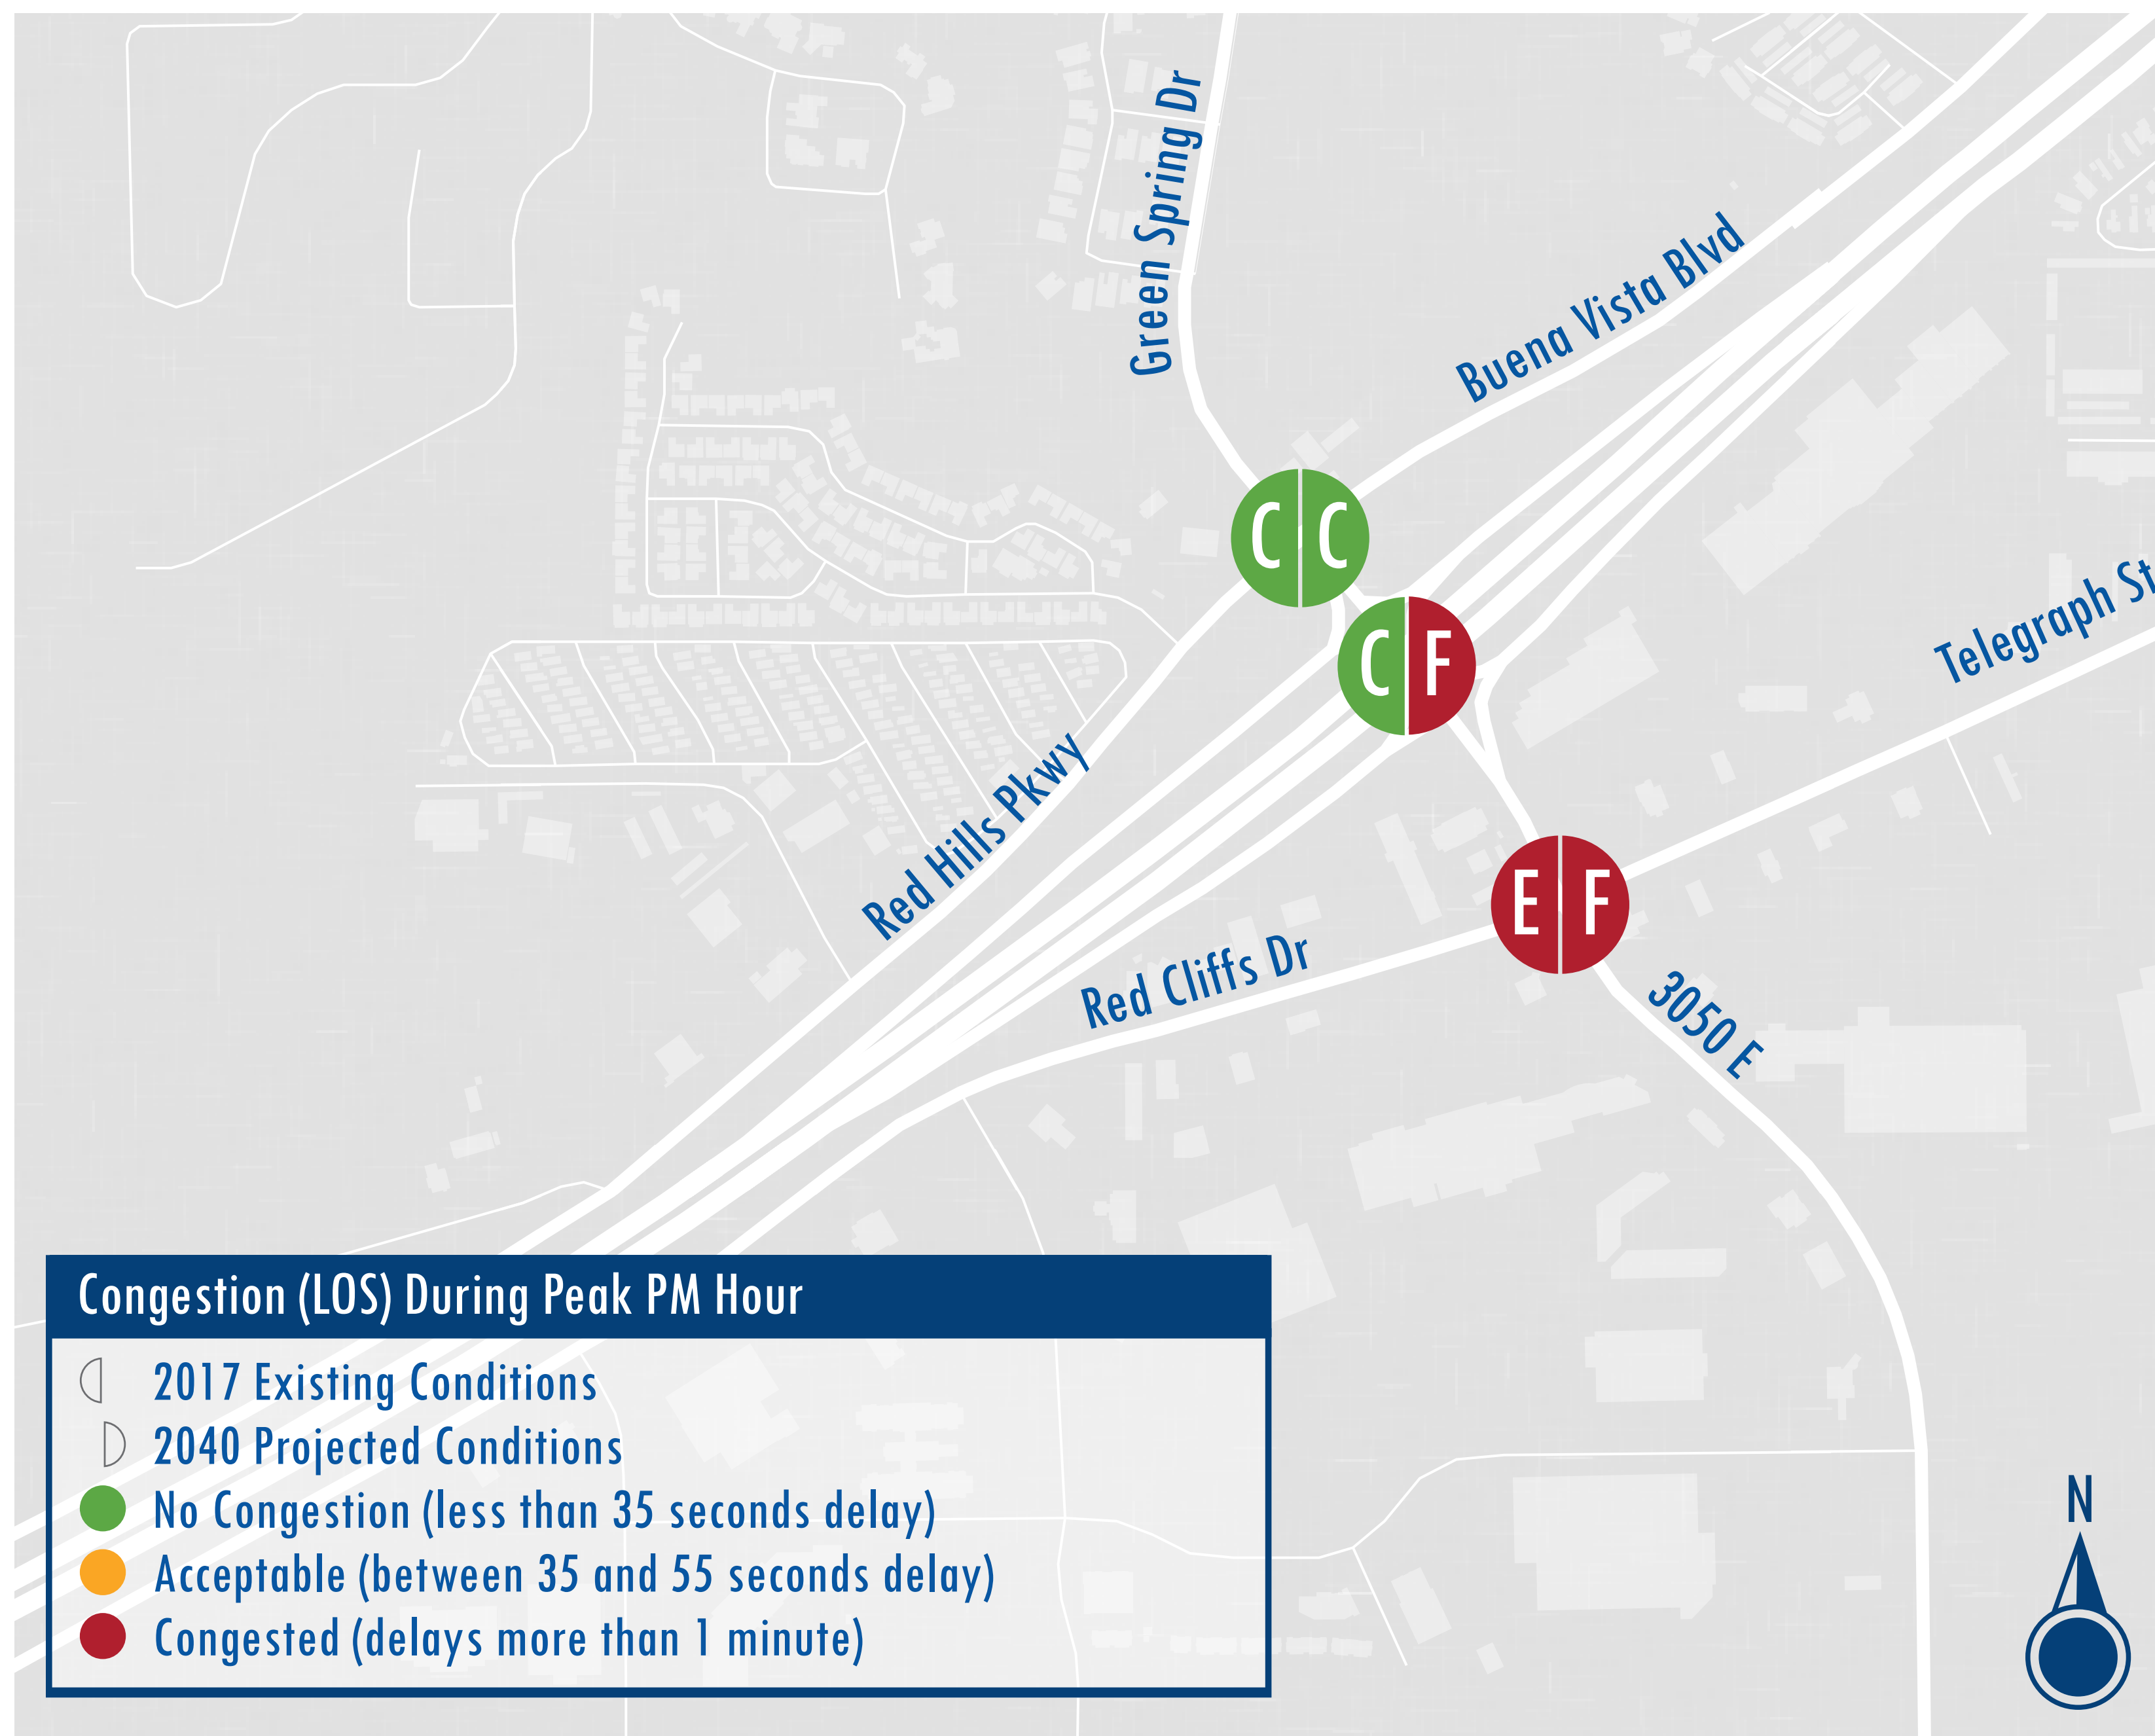 Green Spring Dr
Buena Vista Blvd
C C
C F
Telegraph St
Red Hills Pkwy
E F
Red Cliffs Dr
3050 E
Congestion (LOS) During Peak PM Hour
2017 Existing Conditions
2040 Projected Conditions
No Congestion (less than 35 seconds delay)
Acceptable (between 35 and 55 seconds delay)
Congested (delays more than 1 minute)
N